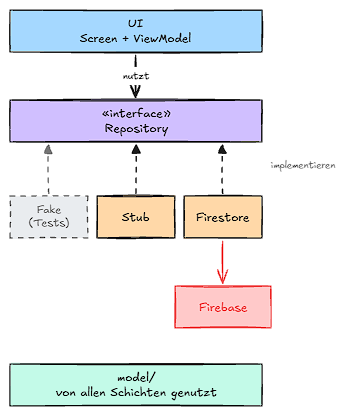 UI
Screen + ViewModel
nutzt
«interface»
Repository
implementieren
Fake
(Tests)
Stub
Firestore
Firebase
model/
von allen Schichten genutzt